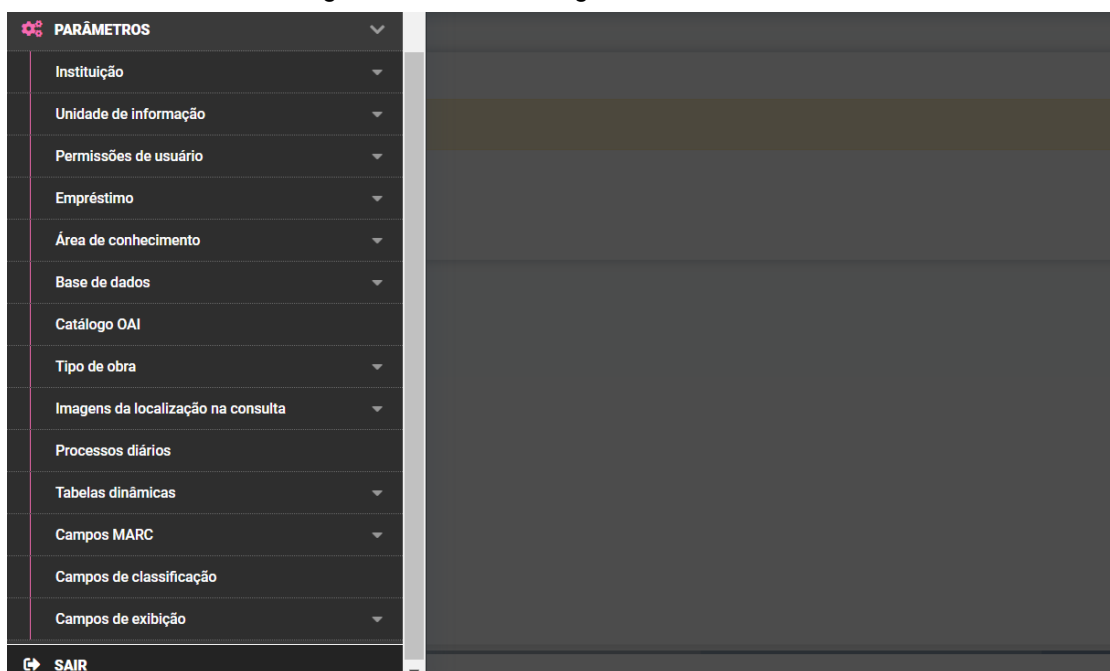 PARÂMETROS
Instituição
Unidade de informação
Permissões de usuário
Empréstimo
Área de conhecimento
Base de dados
Catálogo OAI
Tipo de obra
Imagens da localização na consulta
Processos diários
Tabelas dinâmicas
Campos MARC
Campos de classificação
Campos de exibição
SAIR